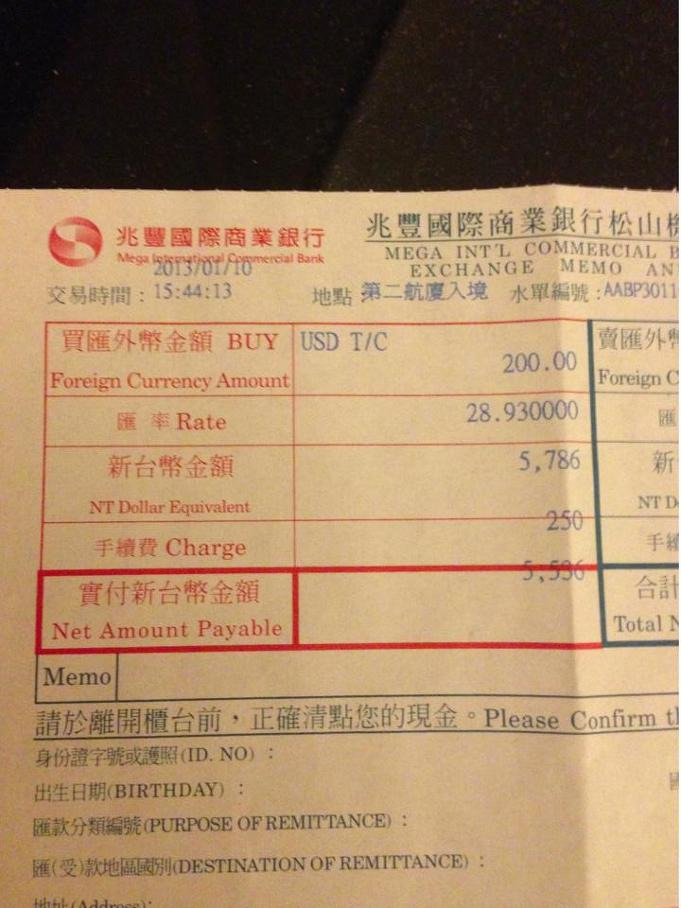 兆豐國際商業銀行
Mega International Commercial Bank
兆豐國際商業銀行松山機
MEGA INT'L COMMERCIAL B
EXCHANGE MEMO AN
2013/01/10
交易時間：15:44:13 地點 第二航廈入境 水單編號：AABP3011
買匯外幣金額 BUY USD T/C 賣匯外幣
Foreign Currency Amount 200.00 Foreign C
匯 率 Rate 28.930000 匯
新台幣金額 5,786 新
NT Dollar Equivalent NT D
250
手續費 Charge 手續
5,536
實付新台幣金額 合計
Net Amount Payable Total N
Memo
請於離開櫃台前，正確清點您的現金。Please Confirm th
身份證字號或護照(ID. NO)：
出生日期(BIRTHDAY)：
匯款分類編號(PURPOSE OF REMITTANCE)：
匯(受)款地區國別(DESTINATION OF REMITTANCE)：
地址(Address):